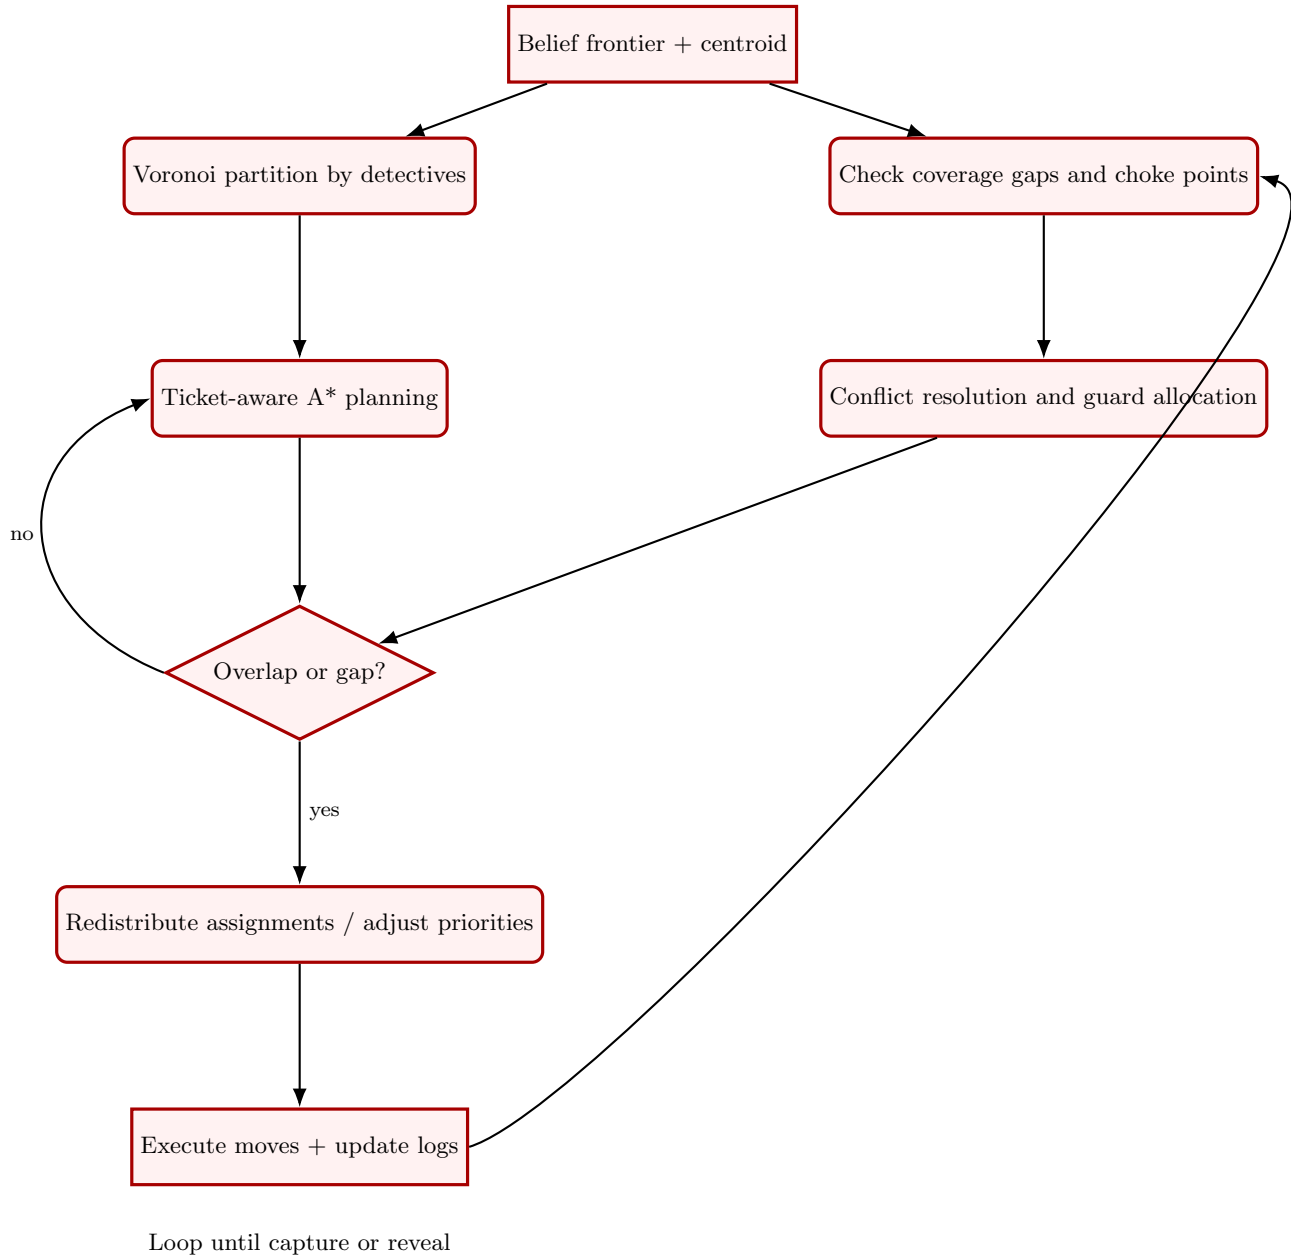 Belief frontier + centroid
Voronoi partition by detectives
Check coverage gaps and choke points
Ticket-aware A* planning
Conflict resolution and guard allocation
no
Overlap or gap?
yes
Redistribute assignments / adjust priorities
Execute moves + update logs
Loop until capture or reveal